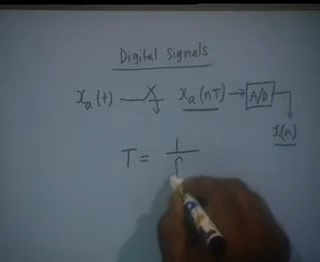 Digital Signals
xₐ(t) xₐ(nT) → A/D
x(n)
T = 1